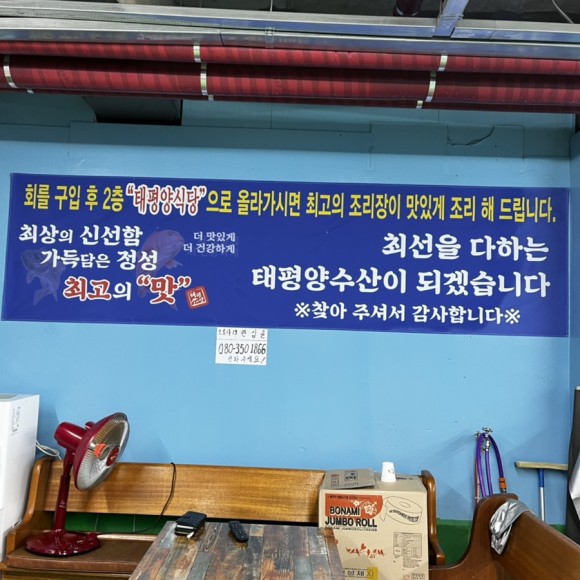 회를 구입 후 2층 "태평양식당"으로 올라가시면 최고의 조리장이 맛있게 조리 해 드립니다.
최상의 신선함
가득담은 정성
최고의 "맛"
더 맛있게
더 건강하게
최선을 다하는
태평양수산이 되겠습니다
※찾아 주셔서 감사합니다※
080-350 1866
BONAMI
JUMBO ROLL